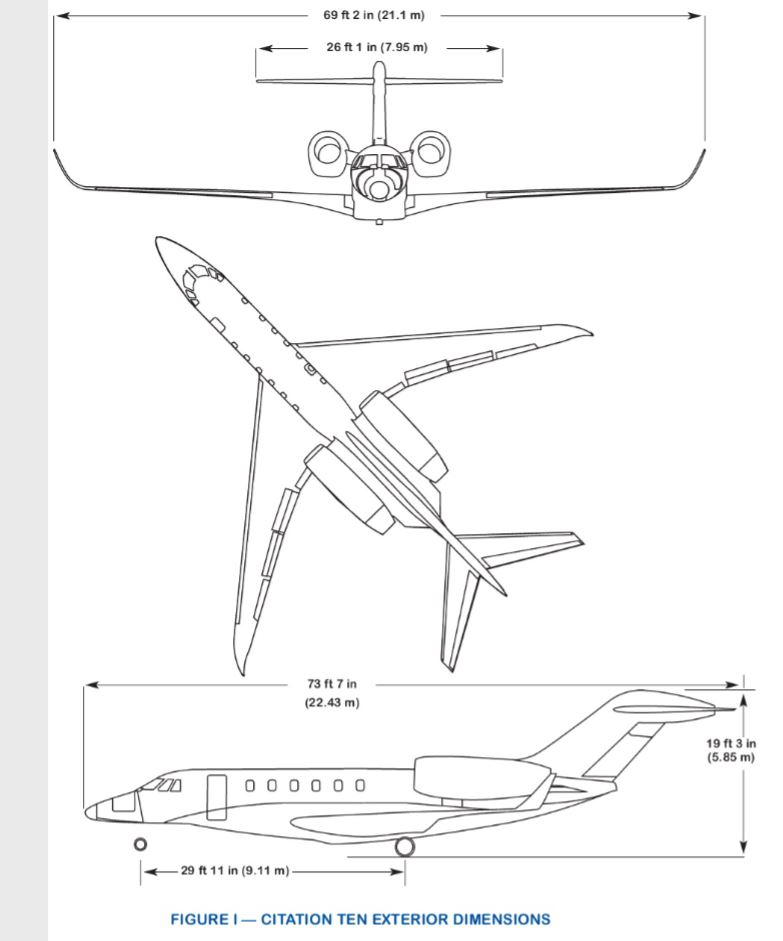 69 ft 2 in (21.1 m)
26 ft 1 in (7.95 m)
73 ft 7 in
(22.43 m)
19 ft 3 in
(5.85 m)
29 ft 11 in (9.11 m)
FIGURE I — CITATION TEN EXTERIOR DIMENSIONS